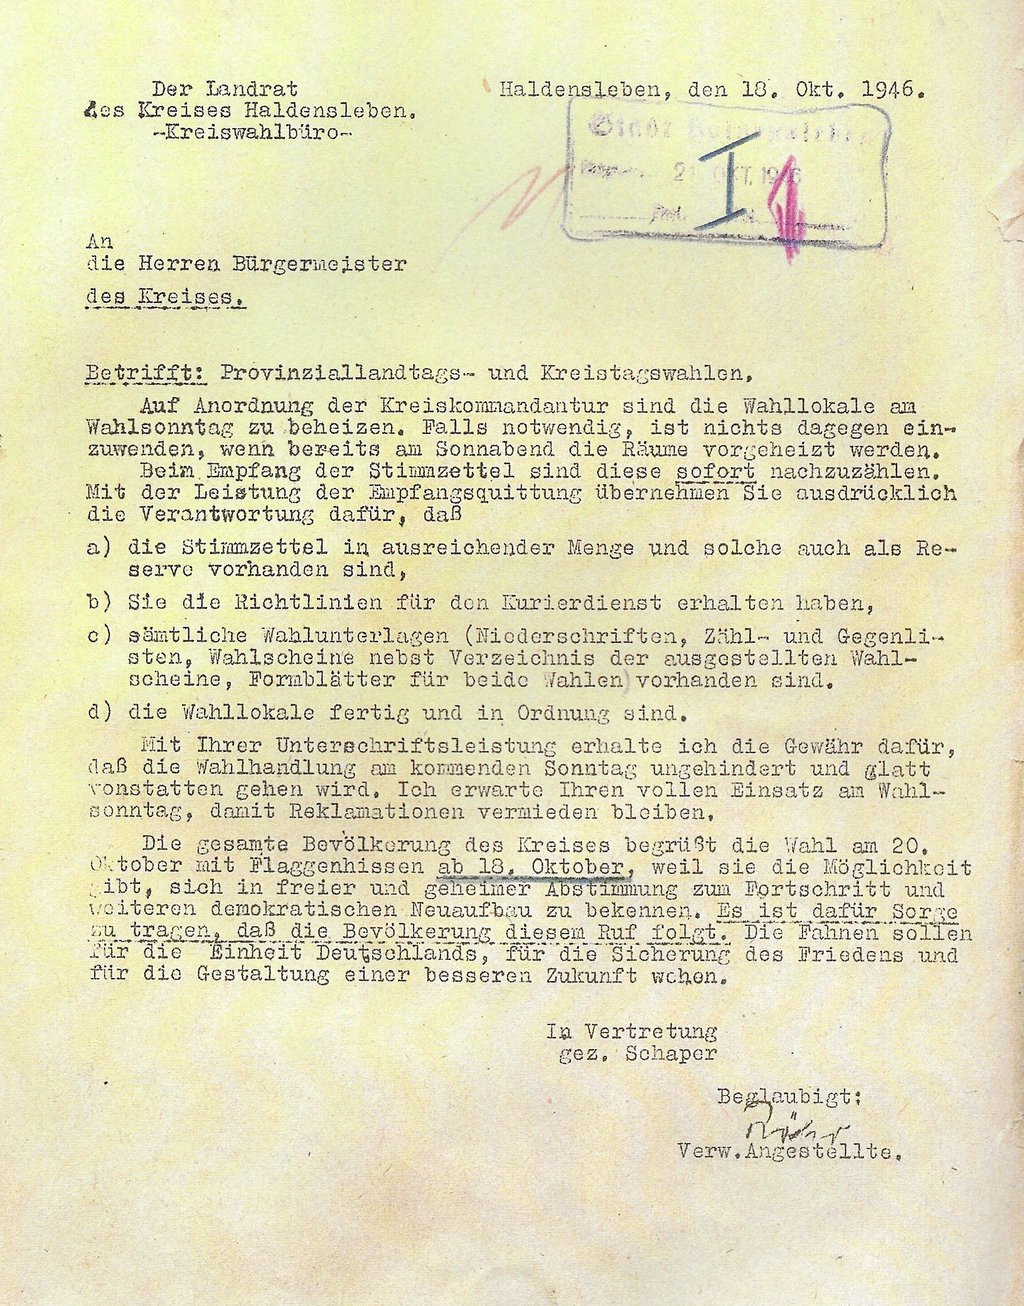 Der Landrat
des Kreises Haldensleben.
-Kreiswahlbüro-
Haldensleben, den 18. Okt. 1946.
Stadt
21. OKT. 1946
I
An
die Herren Bürgermeister
des Kreises.
Betrifft: Provinziallandtags- und Kreistagswahlen.
Auf Anordnung der Kreiskommandantur sind die Wahllokale am
Wahlsonntag zu beheizen. Falls notwendig, ist nichts dagegen ein-
zuwenden, wenn bereits am Sonnabend die Räume vorgeheizt werden.
Beim Empfang der Stimmzettel sind diese sofort nachzuzählen.
Mit der Leistung der Empfangsquittung übernehmen Sie ausdrücklich
die Verantwortung dafür, daß
a) die Stimmzettel in ausreichender Menge und solche auch als Re-
serve vorhanden sind,
b) Sie die Richtlinien für den Kurierdienst erhalten haben,
c) sämtliche Wahlunterlagen (Niederschriften, Zähl- und Gegenli-
sten, Wahlscheine nebst Verzeichnis der ausgestellten Wahl-
scheine, Formblätter für beide Wahlen) vorhanden sind.
d) die Wahllokale fertig und in Ordnung sind.
Mit Ihrer Unterschriftsleistung erhalte ich die Gewähr dafür,
daß die Wahlhandlung am kommenden Sonntag ungehindert und glatt
vonstatten gehen wird. Ich erwarte Ihren vollen Einsatz am Wahl-
sonntag, damit Reklamationen vermieden bleiben.
Die gesamte Bevölkerung des Kreises begrüßt die Wahl am 20.
Oktober mit Flaggenhissen ab 18. Oktober, weil sie die Möglichkeit
gibt, sich in freier und geheimer Abstimmung zum Fortschritt und
weiteren demokratischen Neuaufbau zu bekennen. Es ist dafür Sorge
zu tragen, daß die Bevölkerung diesem Ruf folgt. Die Fahnen sollen
für die Einheit Deutschlands, für die Sicherung des Friedens und
für die Gestaltung einer besseren Zukunft wehen.
In Vertretung
gez. Schaper
Beglaubigt:
Verw.Angestellte.